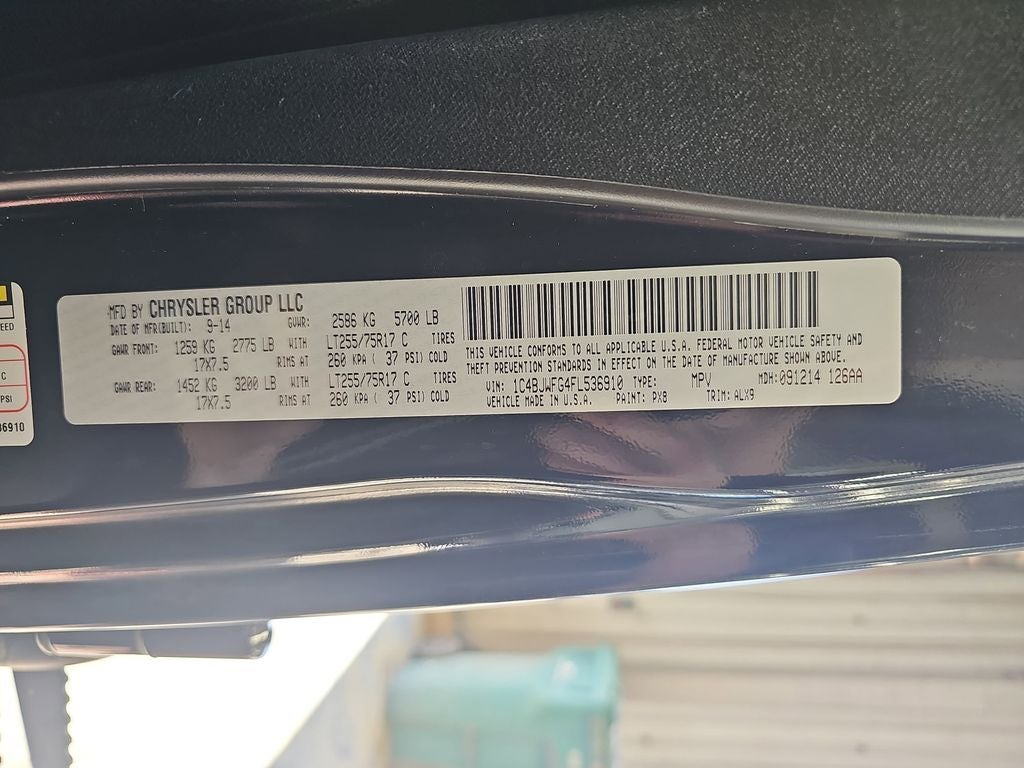 MFD BY CHRYSLER GROUP LLC
DATE OF MFR(BUILT): 9-14 GVWR: 2586 KG 5700 LB
GAWR FRONT: 1259 KG 2775 LB WITH LT255/75R17 C TIRES
17X7.5 RIMS AT 260 KPA ( 37 PSI) COLD
GAWR REAR: 1452 KG 3200 LB WITH LT255/75R17 C TIRES
17X7.5 RIMS AT 260 KPA ( 37 PSI) COLD
THIS VEHICLE CONFORMS TO ALL APPLICABLE U.S.A. FEDERAL MOTOR VEHICLE SAFETY AND
THEFT PREVENTION STANDARDS IN EFFECT ON THE DATE OF MANUFACTURE SHOWN ABOVE.
VIN: 1C4BJWFG4FL536910 TYPE: MPV MDH:091214 126AA
VEHICLE MADE IN U.S.A. PAINT: PX8 TRIM: ALX9
EED
C
PSI
36910